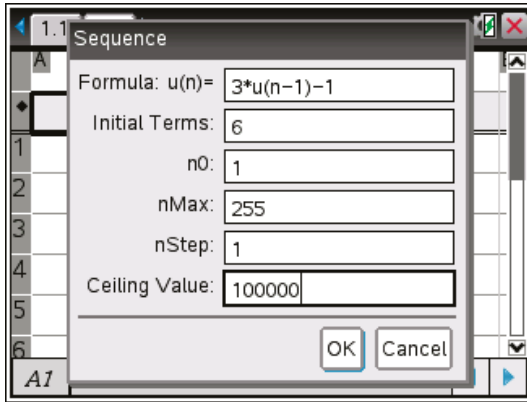 1.1
Sequence
A
Formula: u(n)= 3*u(n−1)−1
Initial Terms: 6
n0: 1
1
nMax: 255
2
nStep: 1
3
Ceiling Value: 100000
4
5
OK Cancel
6
A1